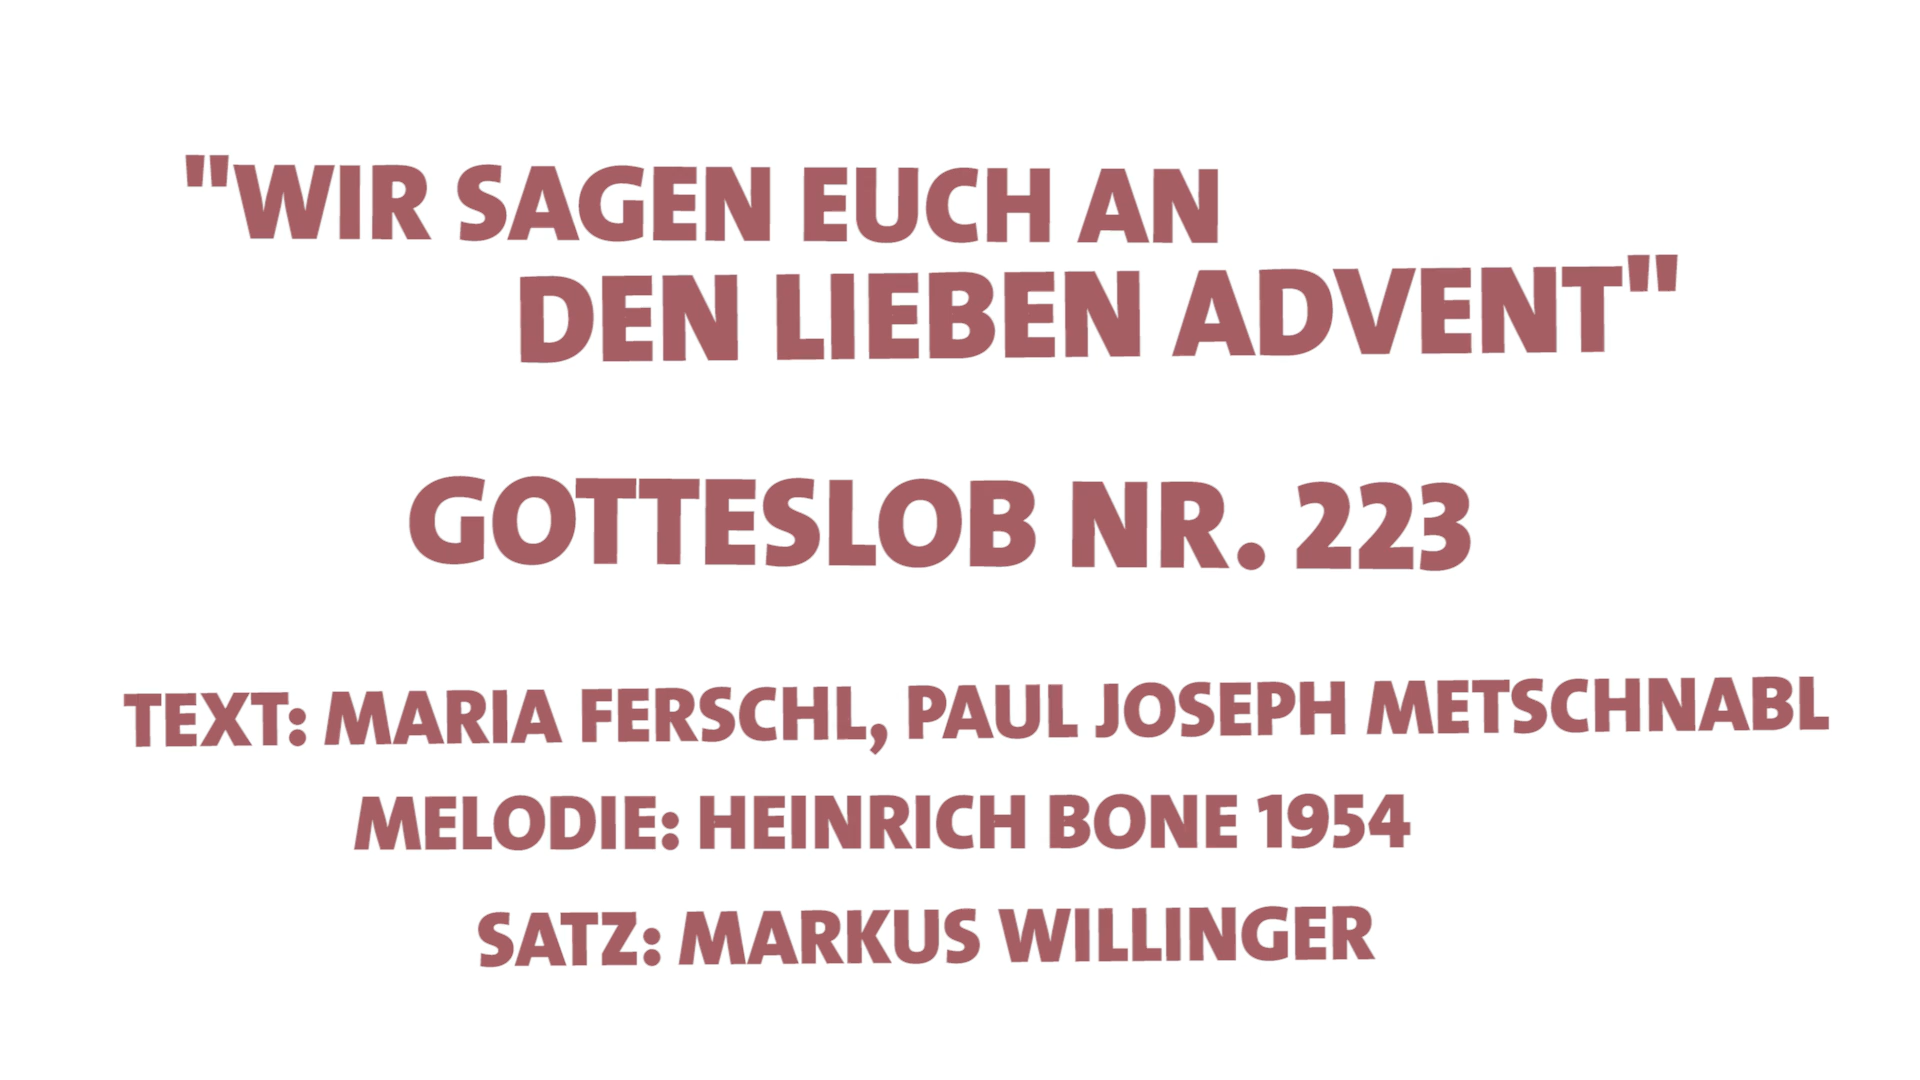 "WIR SAGEN EUCH AN
DEN LIEBEN ADVENT"
GOTTESLOB NR. 223
TEXT: MARIA FERSCHL, PAUL JOSEPH METSCHNABL
MELODIE: HEINRICH BONE 1954
SATZ: MARKUS WILLINGER